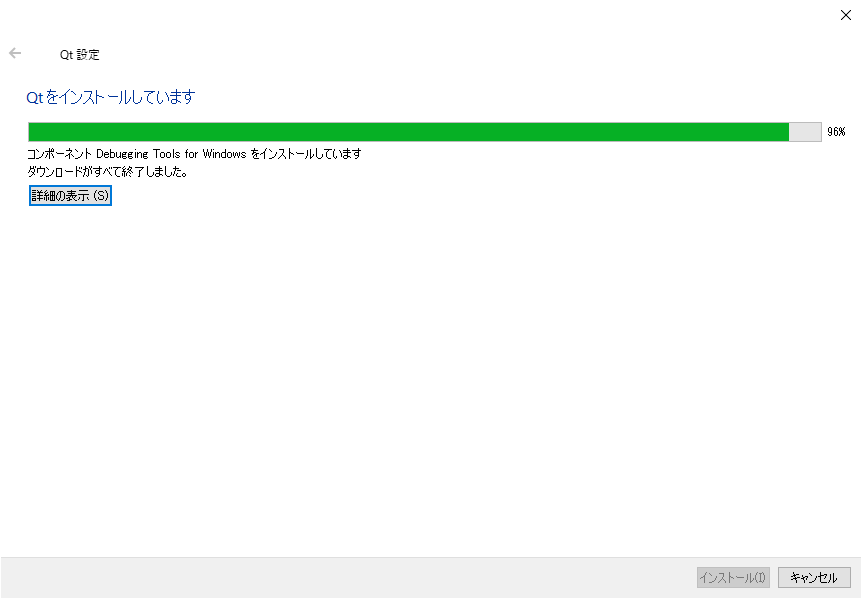 Qt 設定
Qt をインストールしています
96%
コンポーネント Debugging Tools for Windows をインストールしています
ダウンロードがすべて終了しました。
詳細の表示 (S)
インストール(I)
キャンセル